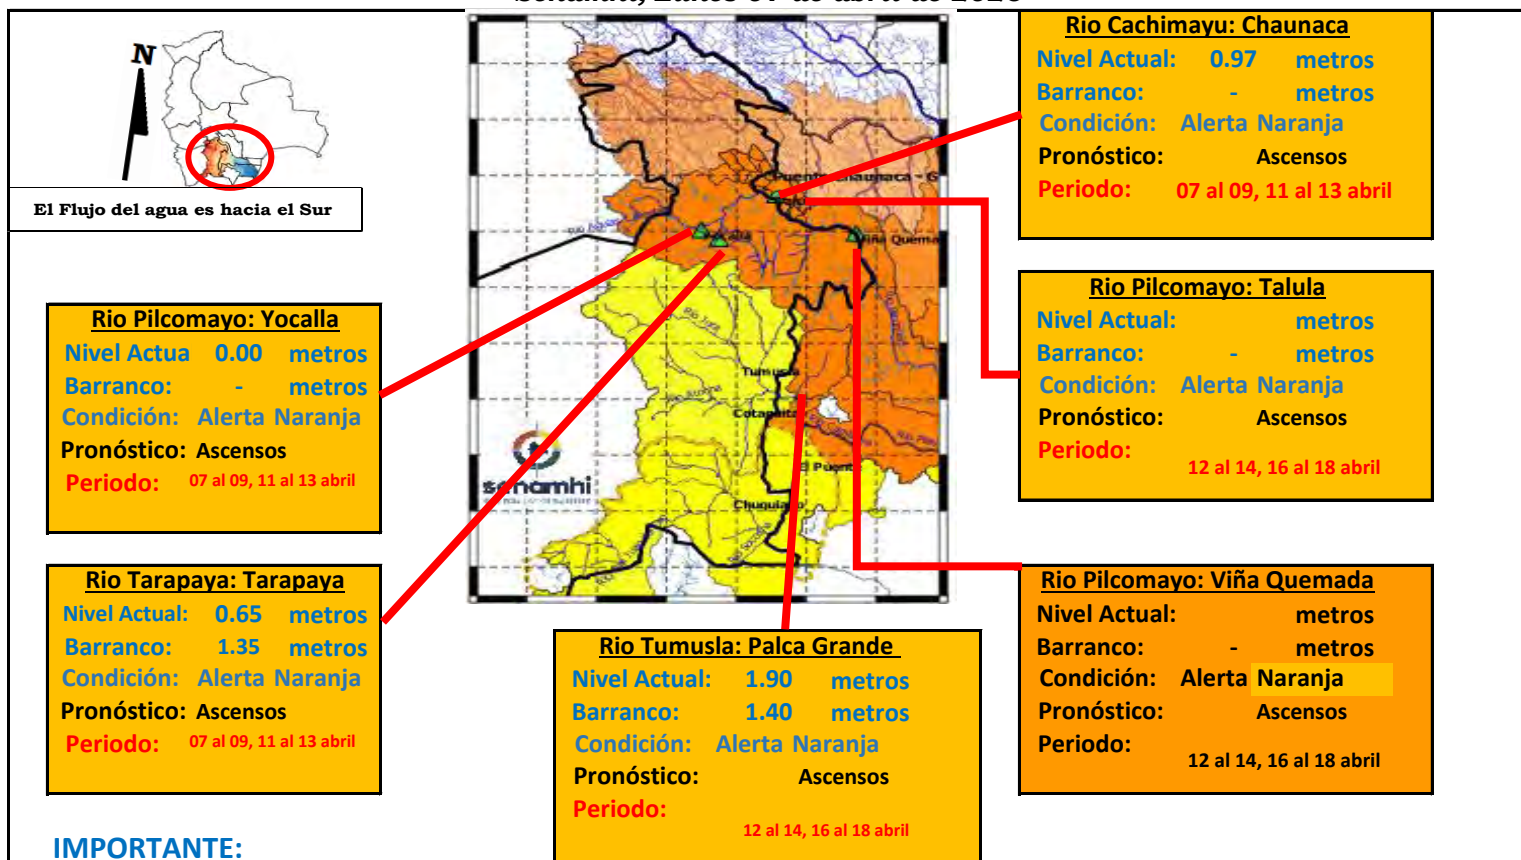 N
El Flujo del agua es hacia el Sur
Rio Cachimayu: Chaunaca
Nivel Actual: 0.97 metros
Barranco: - metros
Condición: Alerta Naranja
Pronóstico: Ascensos
Periodo: 07 al 09, 11 al 13 abril
Rio Pilcomayo: Talula
Nivel Actual: metros
Barranco: - metros
Condición: Alerta Naranja
Pronóstico: Ascensos
Periodo:
12 al 14, 16 al 18 abril
Rio Pilcomayo: Yocalla
Nivel Actua 0.00 metros
Barranco: - metros
Condición: Alerta Naranja
Pronóstico: Ascensos
Periodo: 07 al 09, 11 al 13 abril
Rio Tarapaya: Tarapaya
Nivel Actual: 0.65 metros
Barranco: 1.35 metros
Condición: Alerta Naranja
Pronóstico: Ascensos
Periodo: 07 al 09, 11 al 13 abril
Rio Tumusla: Palca Grande
Nivel Actual: 1.90 metros
Barranco: 1.40 metros
Condición: Alerta Naranja
Pronóstico: Ascensos
Periodo:
12 al 14, 16 al 18 abril
Rio Pilcomayo: Viña Quemada
Nivel Actual: metros
Barranco: - metros
Condición: Alerta Naranja
Pronóstico: Ascensos
Periodo:
12 al 14, 16 al 18 abril
Viña Quema
Tumusla
Cotagaita
El Puente
senamhi
Chuquiago
IMPORTANTE: